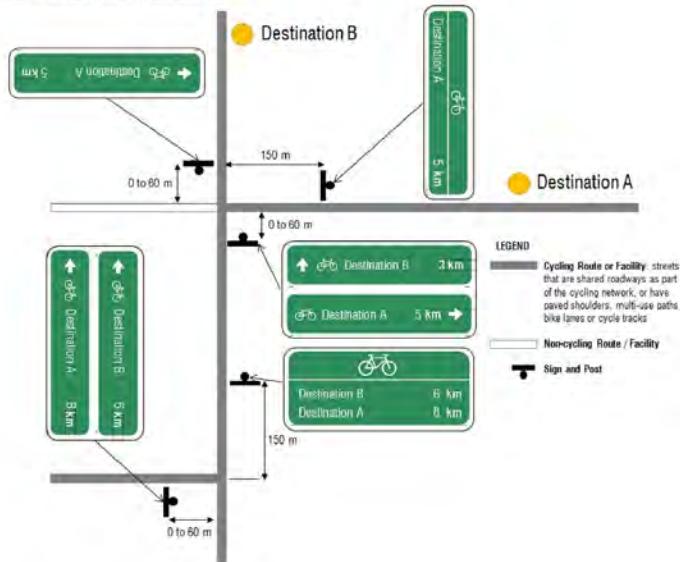 Destination B
Destination A 5 km
Destination A
5 km
150 m
0 to 60 m
Destination A
0 to 60 m
Destination B 3 km
Destination A 5 km
LEGEND
Cycling Route or Facility: streets
that are shared roadways as part
of the cycling network, or have
paved shoulders, multi-use paths
bike lanes or cycle tracks
Non-cycling Route / Facility
Sign and Post
Destination B 6 km
Destination A 8 km
Destination B 6 km
Destination A 8 km
150 m
0 to 60 m